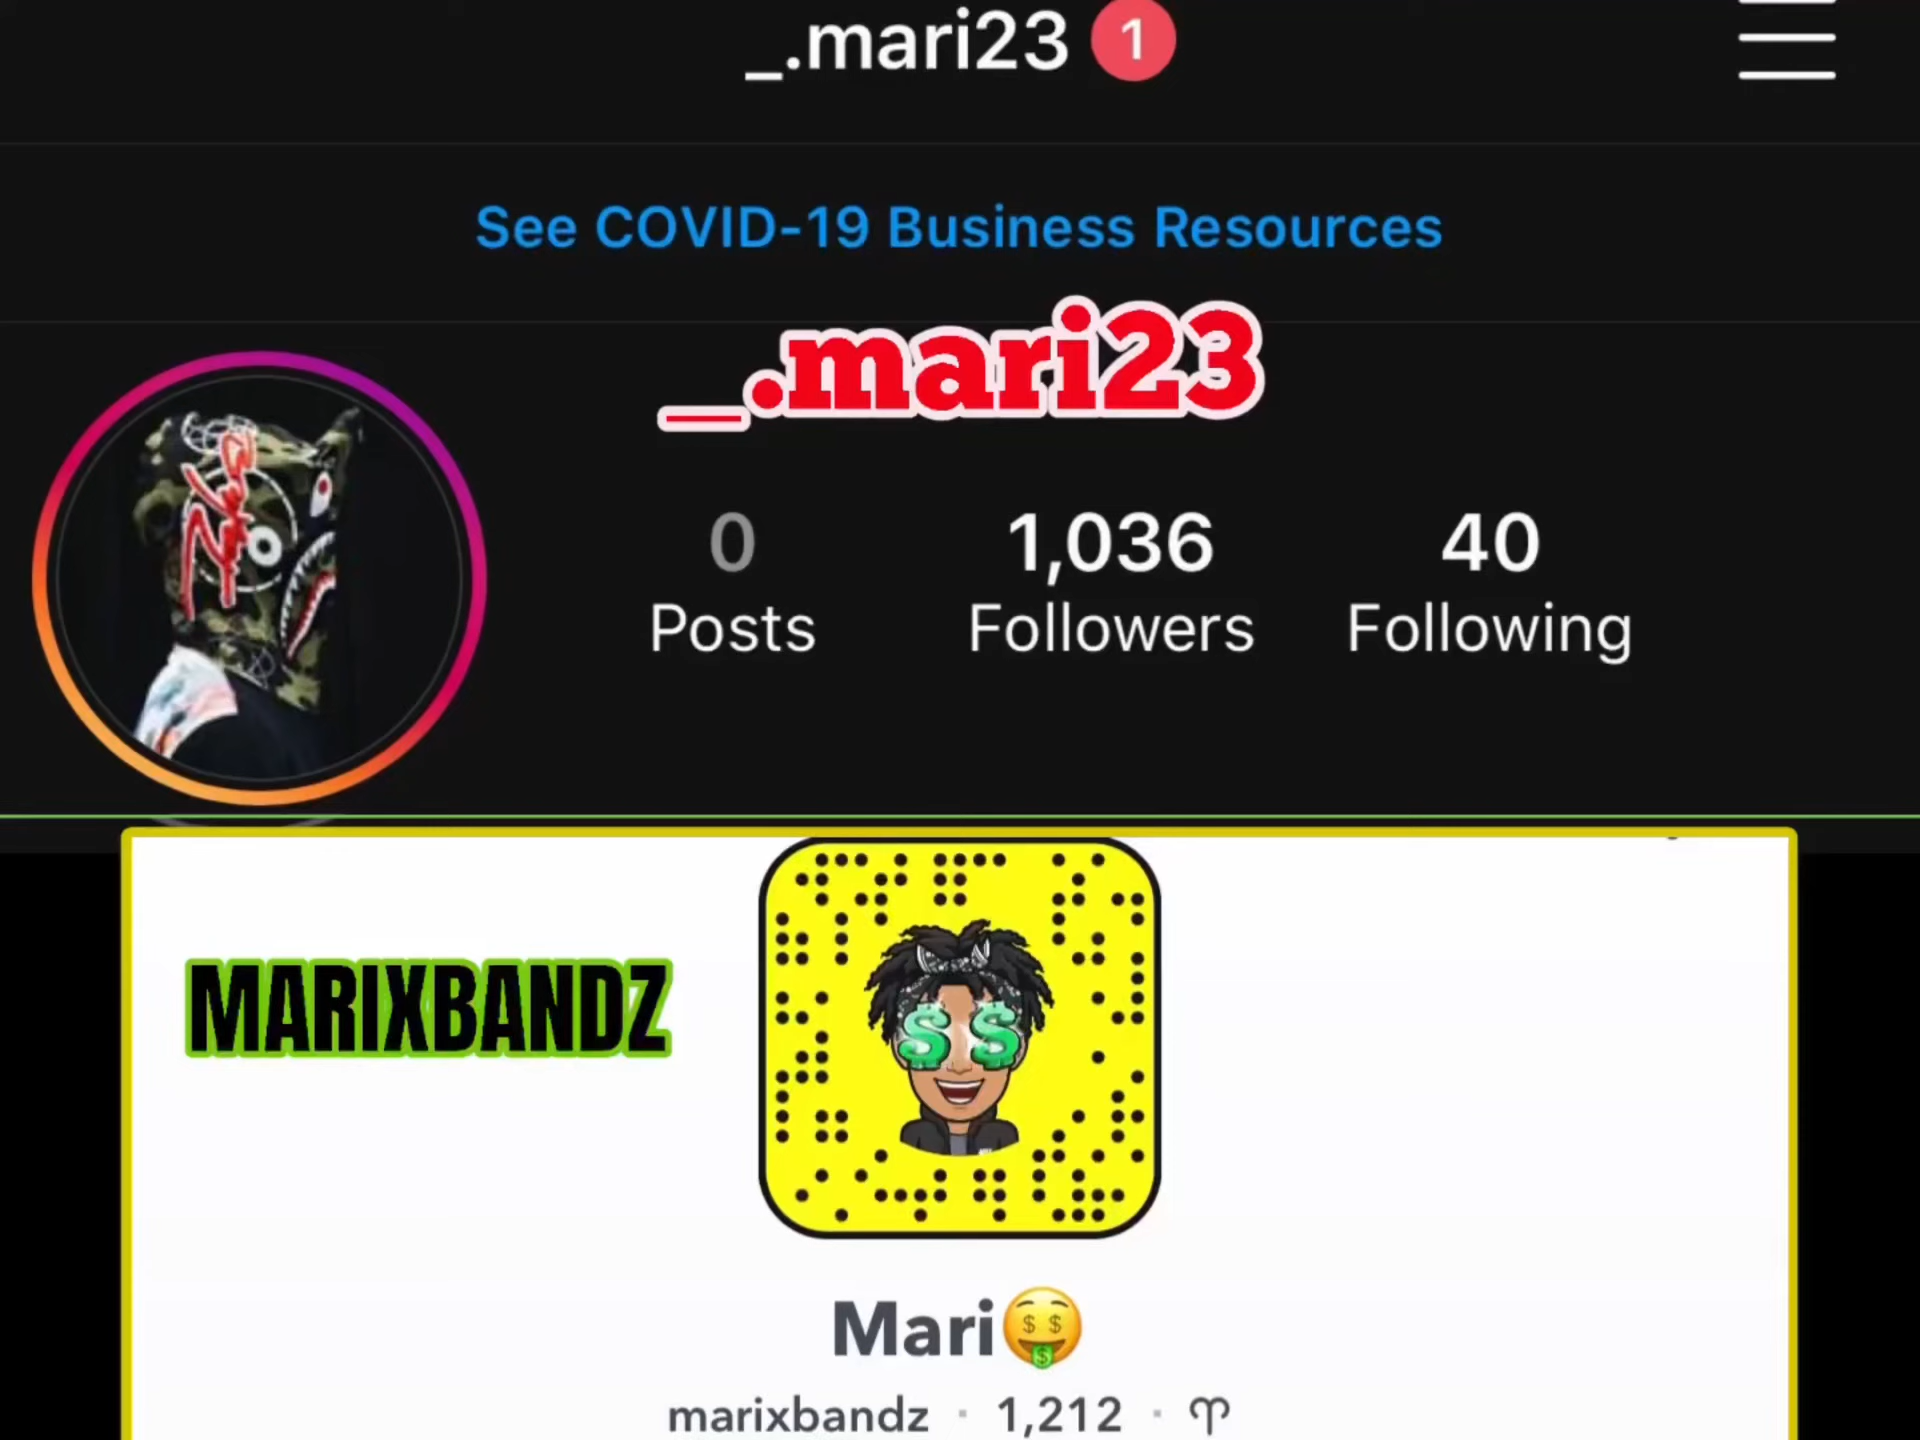 _.mari23 1
See COVID-19 Business Resources
_.mari23
0 1,036 40
Posts Followers Following
MARIXBANDZ
$ $
Mari🤑
marixbandz · 1,212 · ♈︎